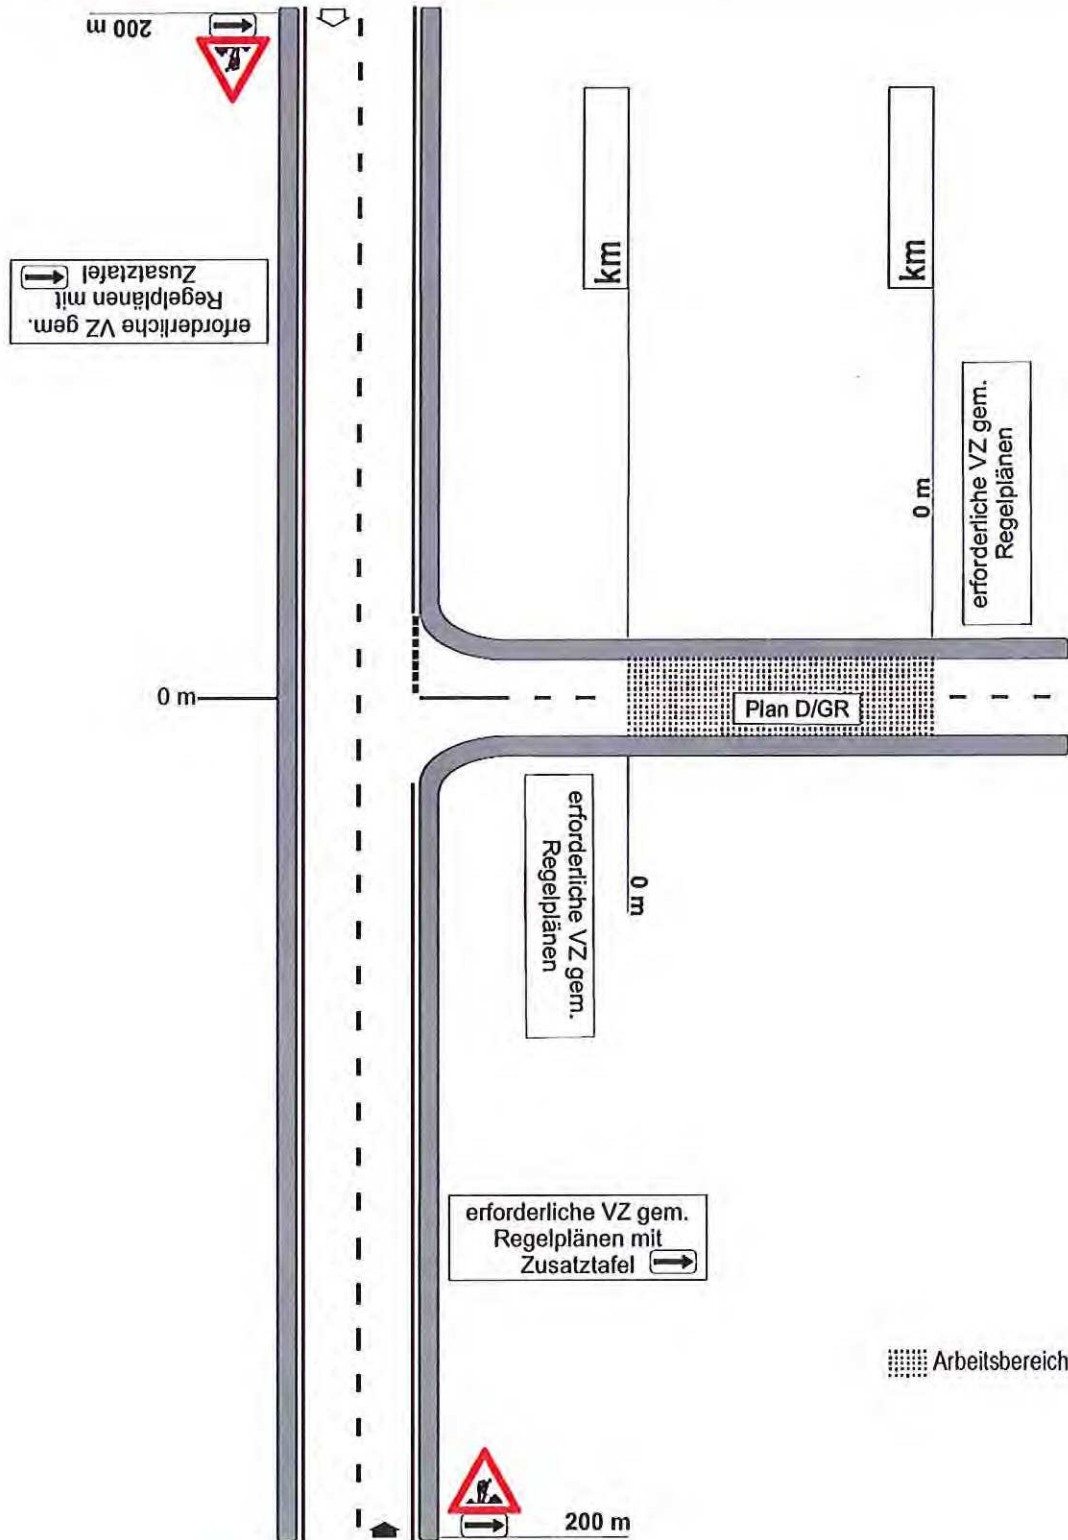 200 m
km
km
erforderliche VZ gem.
Regelplänen mit
Zusatztafel
erforderliche VZ gem.
Regelplänen
0 m
0 m
Plan D/GR
erforderliche VZ gem.
Regelplänen
0 m
erforderliche VZ gem.
Regelplänen mit
Zusatztafel
Arbeitsbereich
200 m